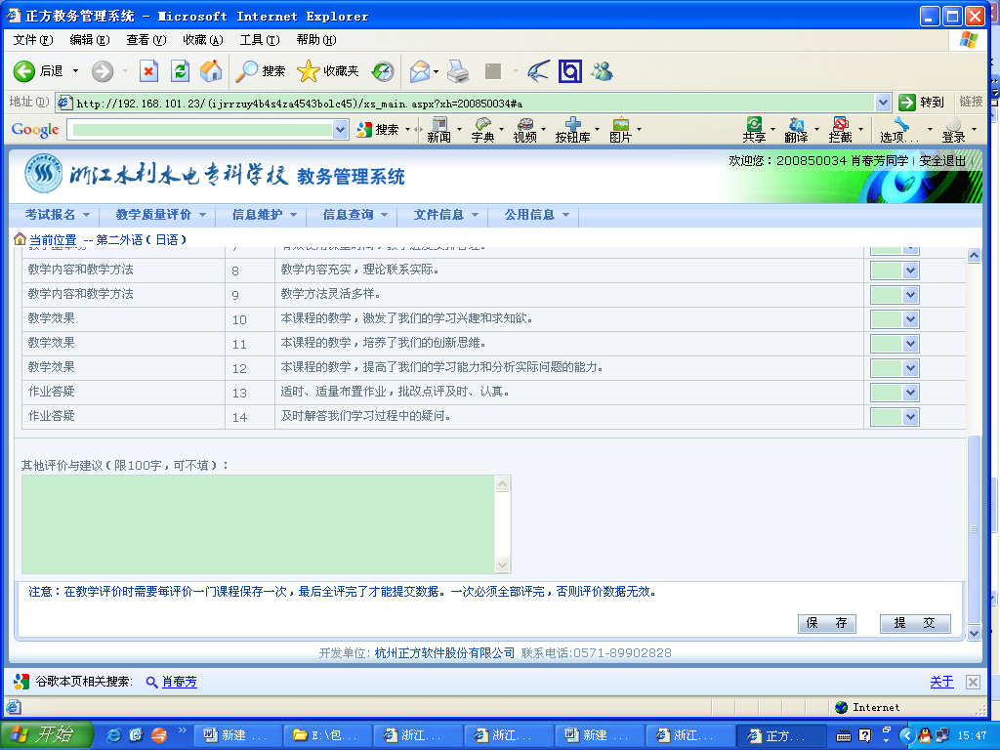 正方教务管理系统 - Microsoft Internet Explorer
文件(F) 编辑(E) 查看(V) 收藏(A) 工具(T) 帮助(H)
后退 搜索 收藏夹
地址(D) http://192.168.101.23/(ijrrzuy4b4s4za4543bolc45)/xs_main.aspx?xh=200850034#a 转到 链接
Google 搜索 新闻 字典 视频 按钮库 图片 共享 翻译 拦截 选项... 登录
浙江水利水电专科学校 教务管理系统 欢迎您：200850034 肖春芳同学 | 安全退出
考试报名 教学质量评价 信息维护 信息查询 文件信息 公用信息
当前位置 -- 第二外语(日语)
教学内容和教学方法 8 教学内容充实，理论联系实际。
教学内容和教学方法 9 教学方法灵活多样。
教学效果 10 本课程的教学，激发了我们的学习兴趣和求知欲。
教学效果 11 本课程的教学，培养了我们的创新思维。
教学效果 12 本课程的教学，提高了我们的学习能力和分析实际问题的能力。
作业答疑 13 适时、适量布置作业，批改点评及时、认真。
作业答疑 14 及时解答我们学习过程中的疑问。
其他评价与建议(限100字，可不填)：
注意：在教学评价时需要每评价一门课程保存一次，最后全评完了才能提交数据。一次必须全部评完，否则评价数据无效。
保 存 提 交
开发单位: 杭州正方软件股份有限公司 联系电话:0571-89902828
谷歌本页相关搜索: 肖春芳 关于
Internet
开始 新建 ... E:\包... 浙江... 浙江... 新建 ... 浙江... 正方... 15:47